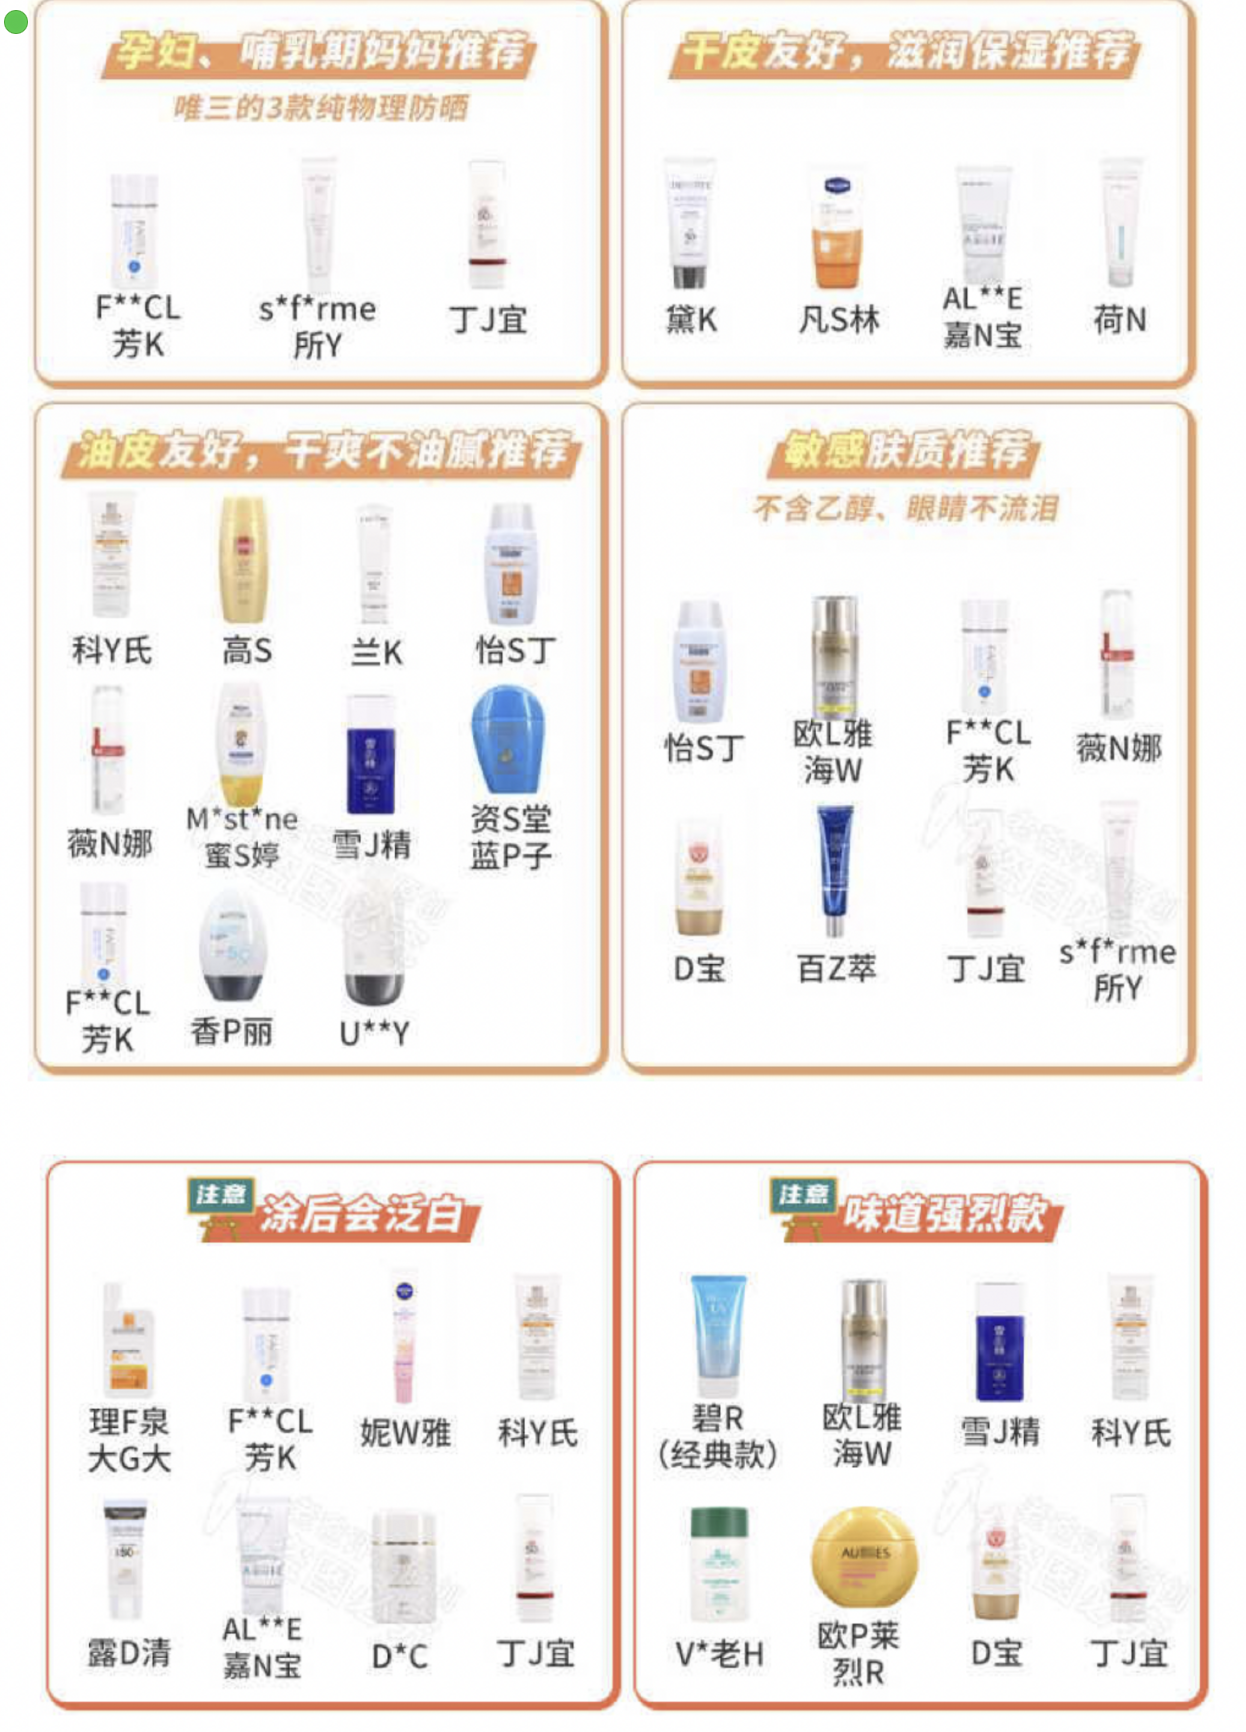 孕妇、哺乳期妈妈推荐
唯三的3款纯物理防晒
F**CL
芳K
s*f*rme
所Y
丁J宜
干皮友好，滋润保湿推荐
黛K
凡S林
AL**E
嘉N宝
荷N
油皮友好，干爽不油腻推荐
科Y氏
高S
兰K
怡S丁
薇N娜
M*st*ne
蜜S婷
雪J精
资S堂
蓝P子
F**CL
芳K
香P丽
U**Y
敏感肤质推荐
不含乙醇、眼睛不流泪
怡S丁
欧L雅
海W
F**CL
芳K
薇N娜
D宝
百Z萃
丁J宜
s*f*rme
所Y
注意
涂后会泛白
理F泉
大G大
F**CL
芳K
妮W雅
科Y氏
露D清
AL**E
嘉N宝
D*C
丁J宜
注意
味道强烈款
碧R
（经典款）
欧L雅
海W
雪J精
科Y氏
V*老H
欧P莱
烈R
D宝
丁J宜